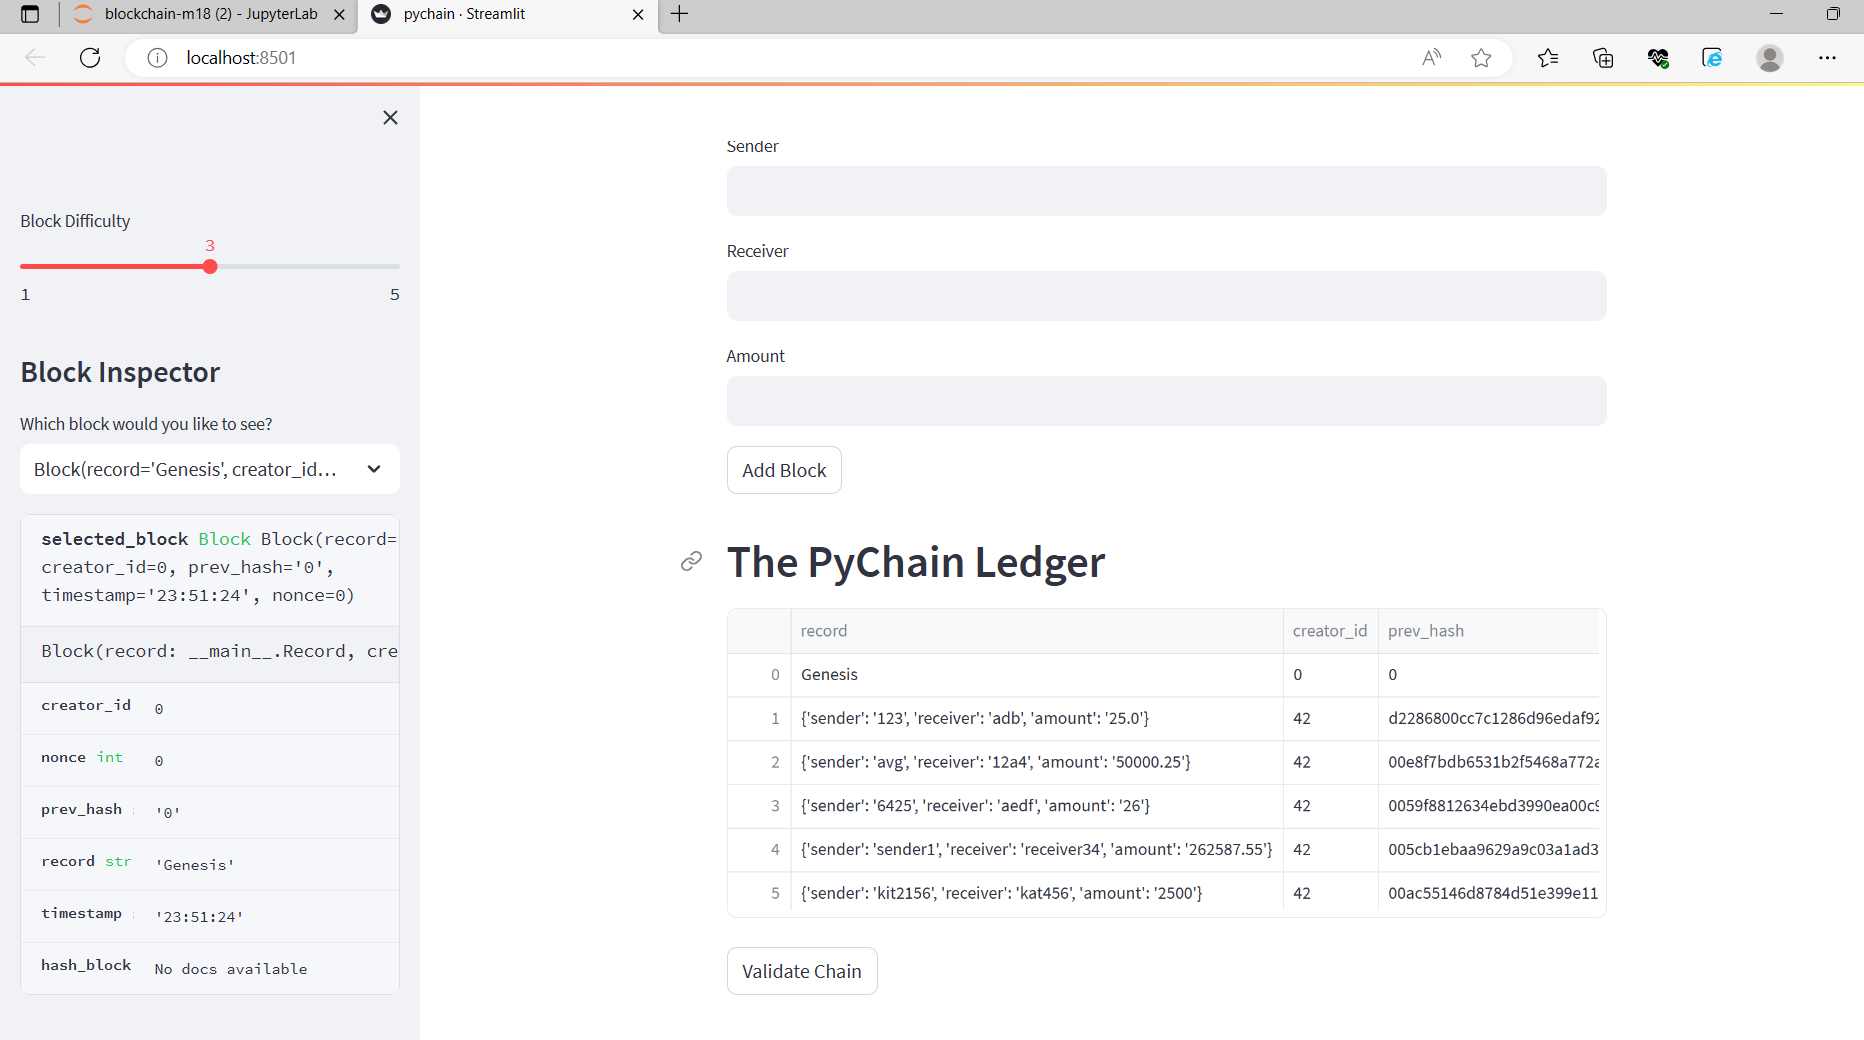 blockchain-m18 (2) - JupyterLab
pychain · Streamlit
localhost:8501
Block Difficulty
3
1 5
Block Inspector
Which block would you like to see?
Block(record='Genesis', creator_id...
selected_block Block Block(record=
creator_id=0, prev_hash='0',
timestamp='23:51:24', nonce=0)
Block(record: __main__.Record, cre
creator_id 0
nonce int 0
prev_hash '0'
record str 'Genesis'
timestamp '23:51:24'
hash_block No docs available
Sender
Receiver
Amount
Add Block
The PyChain Ledger
record creator_id prev_hash
0 Genesis 0 0
1 {'sender': '123', 'receiver': 'adb', 'amount': '25.0'} 42 d2286800cc7c1286d96edaf92
2 {'sender': 'avg', 'receiver': '12a4', 'amount': '50000.25'} 42 00e8f7bdb6531b2f5468a772a
3 {'sender': '6425', 'receiver': 'aedf', 'amount': '26'} 42 0059f8812634ebd3990ea00c9
4 {'sender': 'sender1', 'receiver': 'receiver34', 'amount': '262587.55'} 42 005cb1ebaa9629a9c03a1ad3
5 {'sender': 'kit2156', 'receiver': 'kat456', 'amount': '2500'} 42 00ac55146d8784d51e399e11
Validate Chain